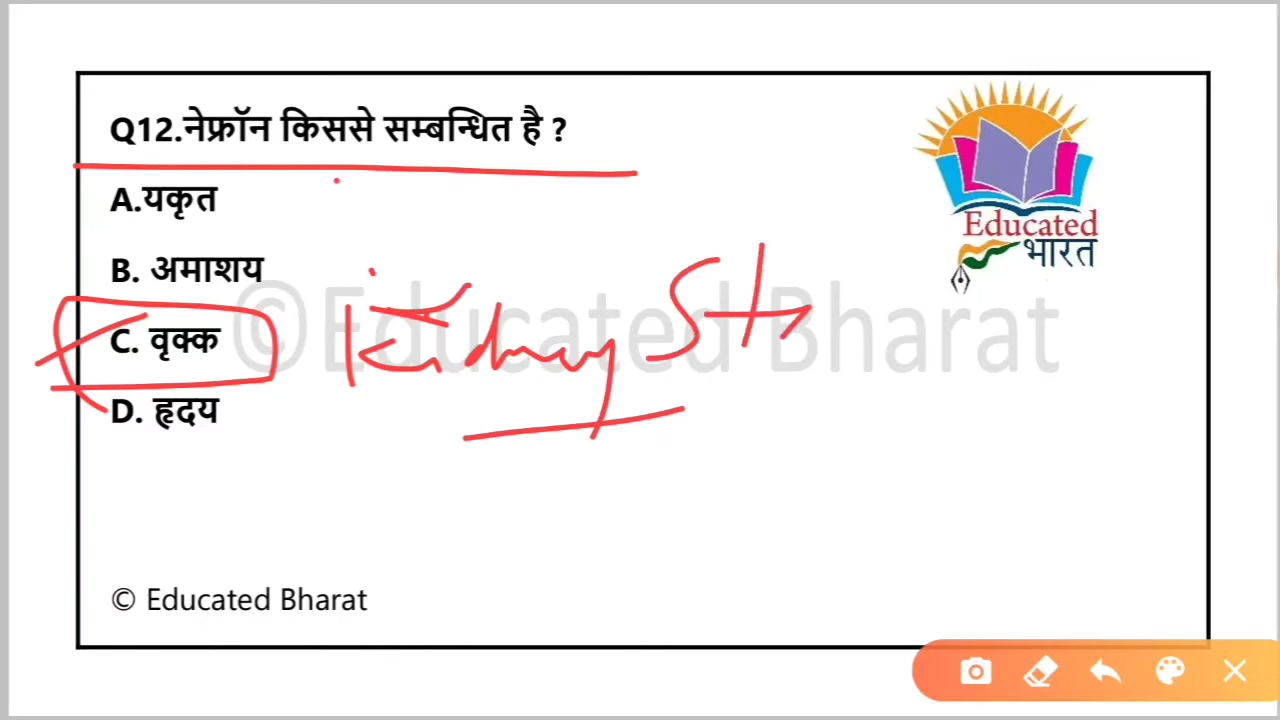 Q12.नेफ्रॉन किससे सम्बन्धित है ?
A.यकृत
B. अमाशय
C. वृक्क
D. हृदय
Kidney
Educated
भारत
©Educated Bharat
© Educated Bharat